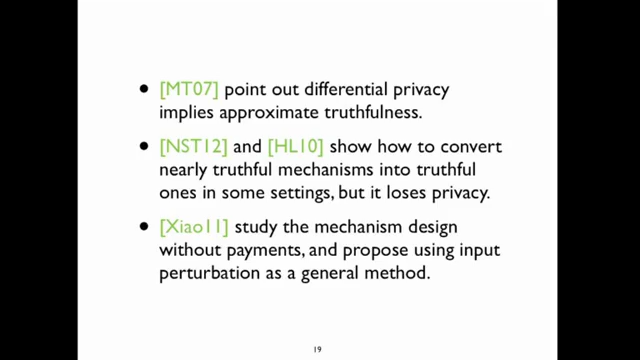 • [MT07] point out differential privacy
implies approximate truthfulness.
• [NST12] and [HL10] show how to convert
nearly truthful mechanisms into truthful
ones in some settings, but it loses privacy.
• [Xiao11] study the mechanism design
without payments, and propose using input
perturbation as a general method.
19